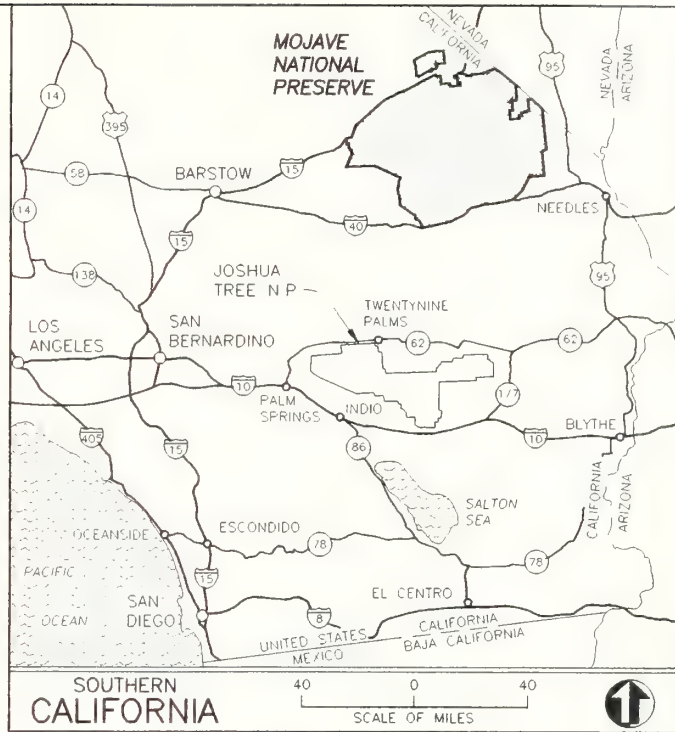 MOJAVE
NATIONAL
PRESERVE
NEVADA
CALIFORNIA
95
NEVADA
ARIZONA
14
395
58
BARSTOW
15
14
15
40
NEEDLES
138
JOSHUA
TREE N P
95
TWENTYNINE
PALMS
LOS
ANGELES
SAN
BERNARDINO
62
62
10
177
PALM
SPRINGS
INDIO
10
BLYTHE
405
15
86
CALIFORNIA
ARIZONA
SALTON
SEA
OCEANSIDE
ESCONDIDO
78
78
PACIFIC
OCEAN
15
SAN
DIEGO
8
EL CENTRO
UNITED STATES
MEXICO
CALIFORNIA
BAJA CALIFORNIA
SOUTHERN
CALIFORNIA
40 0 40
SCALE OF MILES